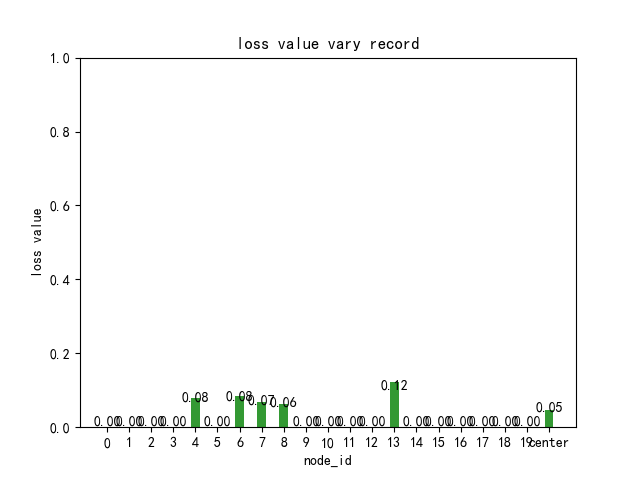 loss value vary record
1.0
0.8
0.6
0.4
0.2
0.0
loss value
0.00 0.00 0.00 0.00 0.08 0.00 0.08 0.07 0.06 0.00 0.00 0.00 0.00 0.12 0.00 0.00 0.00 0.00 0.00 0.00 0.05
0 1 2 3 4 5 6 7 8 9 10 11 12 13 14 15 16 17 18 19 center
node_id